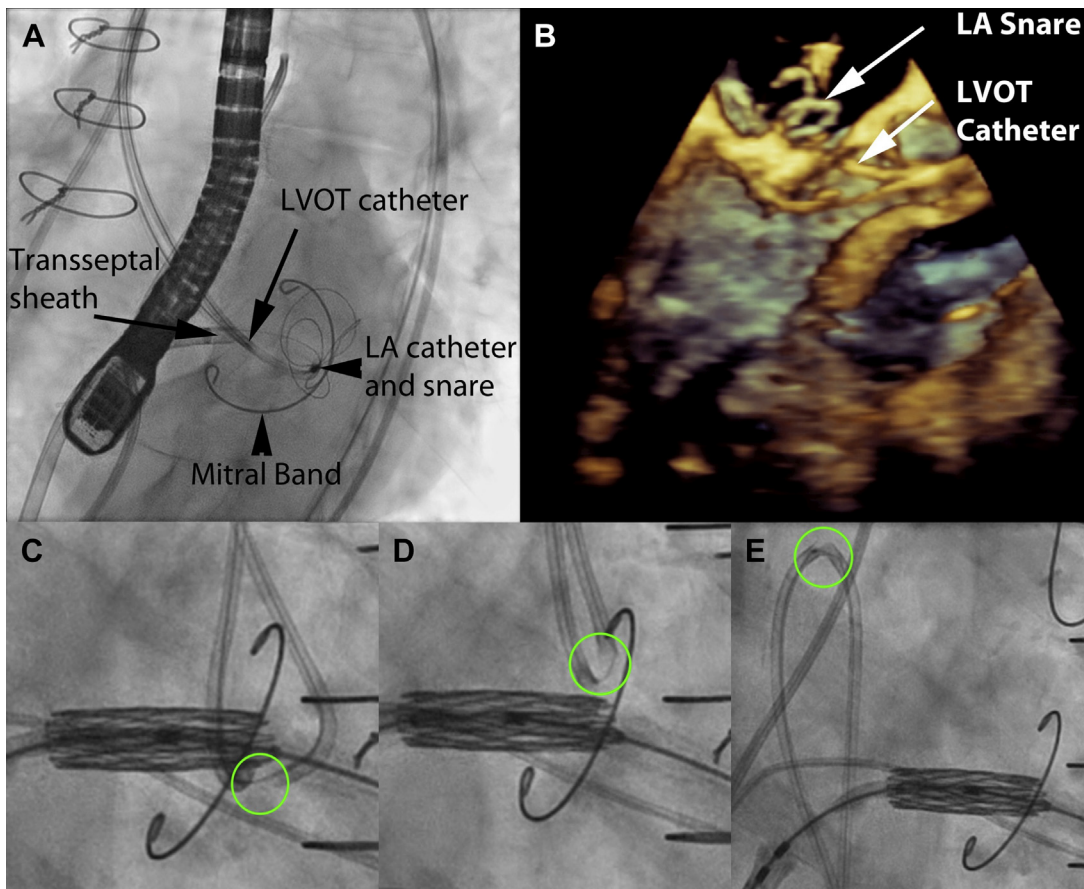 A
LVOT catheter
Transseptal
sheath
LA catheter
and snare
Mitral Band
B
LA Snare
LVOT
Catheter
C
D
E